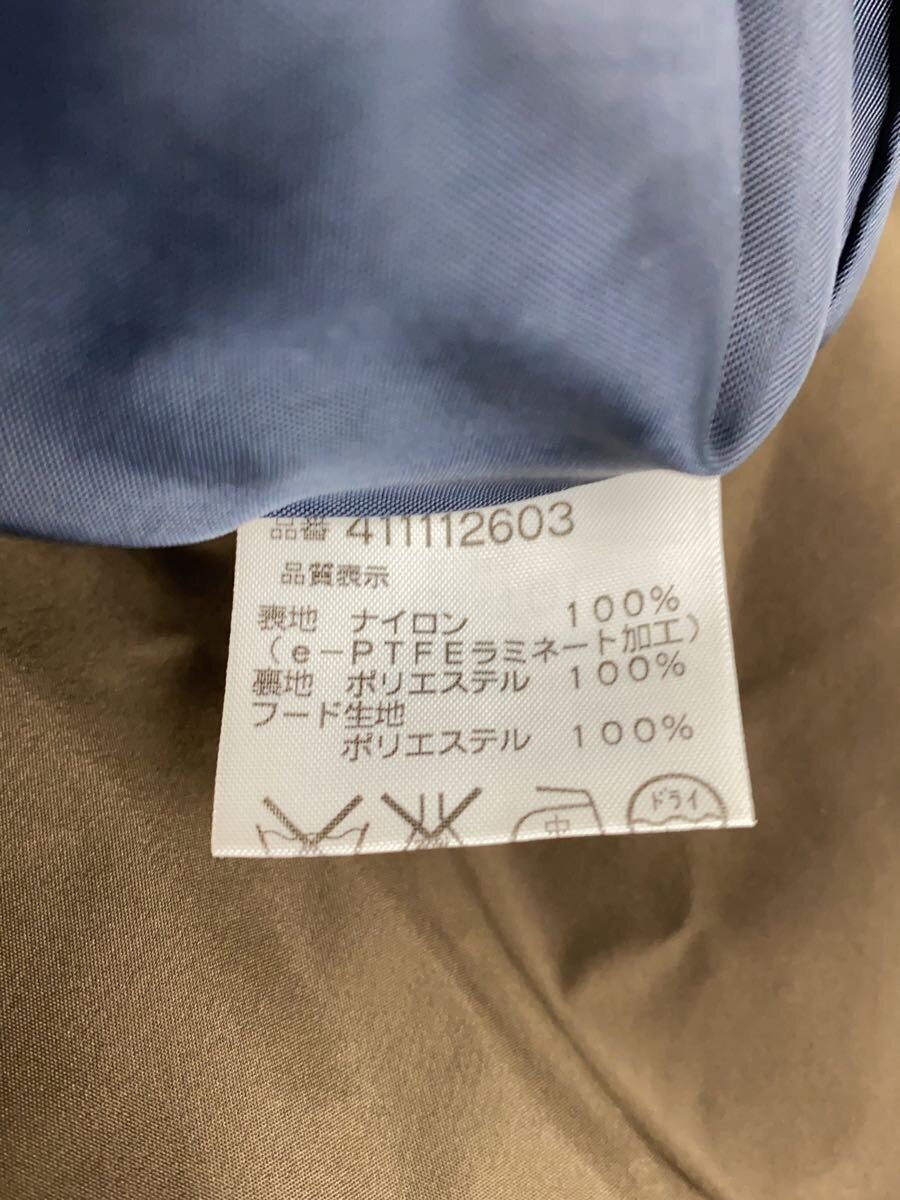 品番 411112603
品質表示
表地 ナイロン 100%
(e-PTFEラミネート加工)
裏地 ポリエステル 100%
フード生地
ポリエステル 100%
中 ドライ